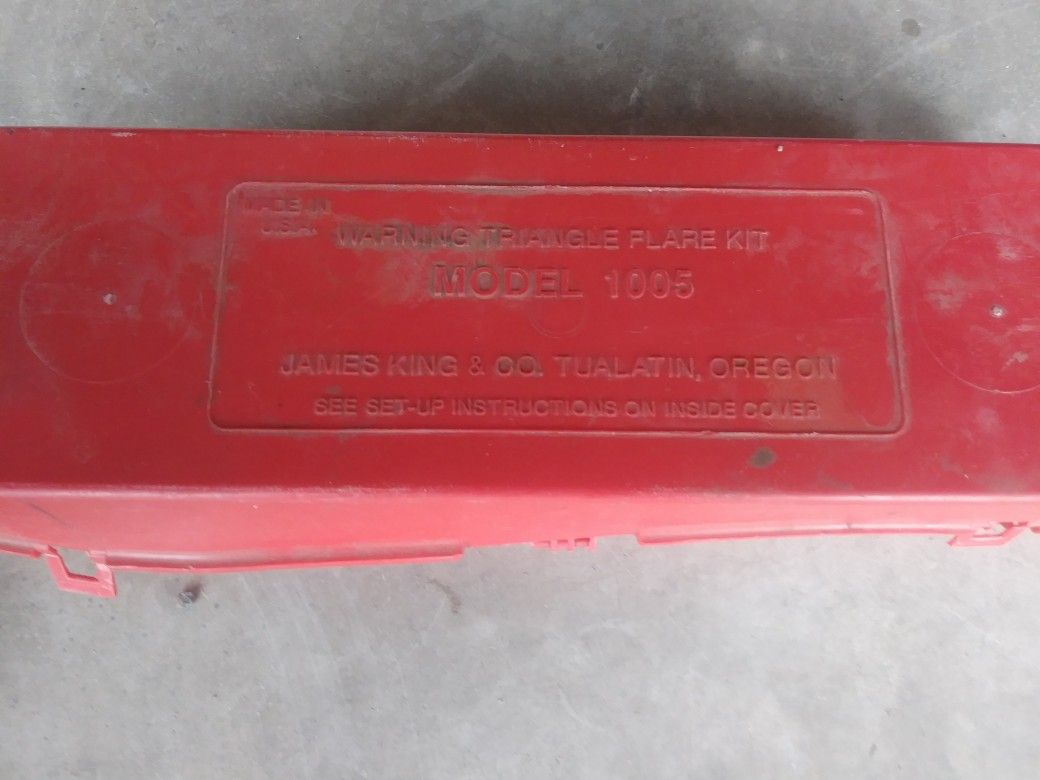 MADE IN
U.S.A.
WARNING TRIANGLE FLARE KIT
MODEL 1005
JAMES KING & CO. TUALATIN, OREGON
SEE SET-UP INSTRUCTIONS ON INSIDE COVER